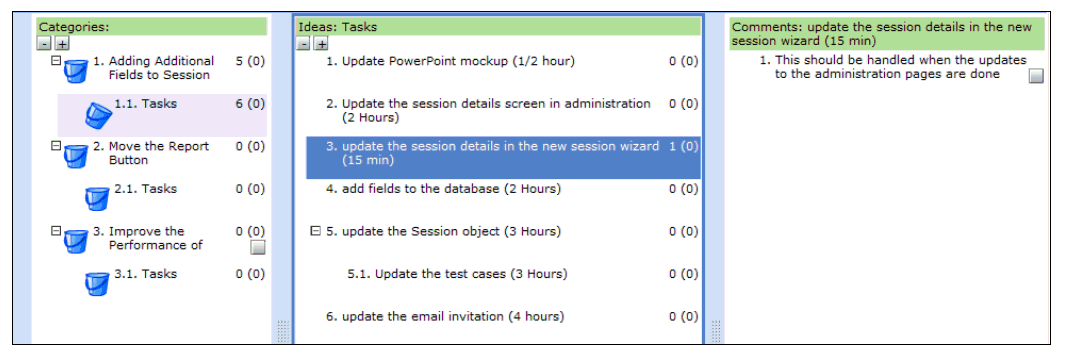 Categories:
- +
1. Adding Additional 5 (0)
Fields to Session
1.1. Tasks 6 (0)
2. Move the Report 0 (0)
Button
2.1. Tasks 0 (0)
3. Improve the 0 (0)
Performance of
3.1. Tasks 0 (0)
Ideas: Tasks
- +
1. Update PowerPoint mockup (1/2 hour) 0 (0)
2. Update the session details screen in administration 0 (0)
(2 Hours)
3. update the session details in the new session wizard 1 (0)
(15 min)
4. add fields to the database (2 Hours) 0 (0)
5. update the Session object (3 Hours) 0 (0)
5.1. Update the test cases (3 Hours) 0 (0)
6. update the email invitation (4 hours) 0 (0)
Comments: update the session details in the new
session wizard (15 min)
1. This should be handled when the updates
to the administration pages are done